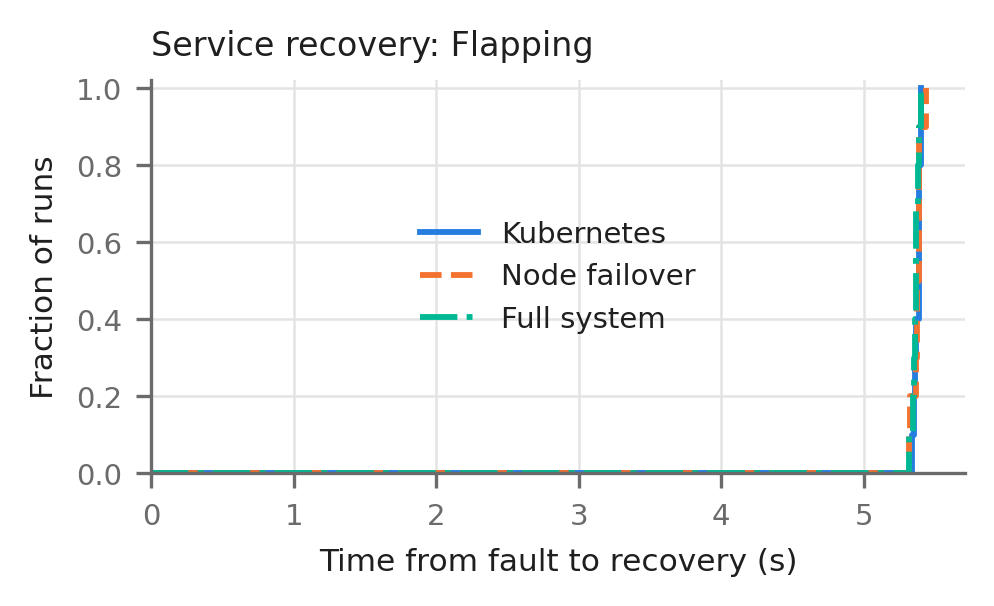 Service recovery: Flapping
Fraction of runs
1.0
0.8
0.6
0.4
0.2
0.0
Kubernetes
Node failover
Full system
0 1 2 3 4 5
Time from fault to recovery (s)